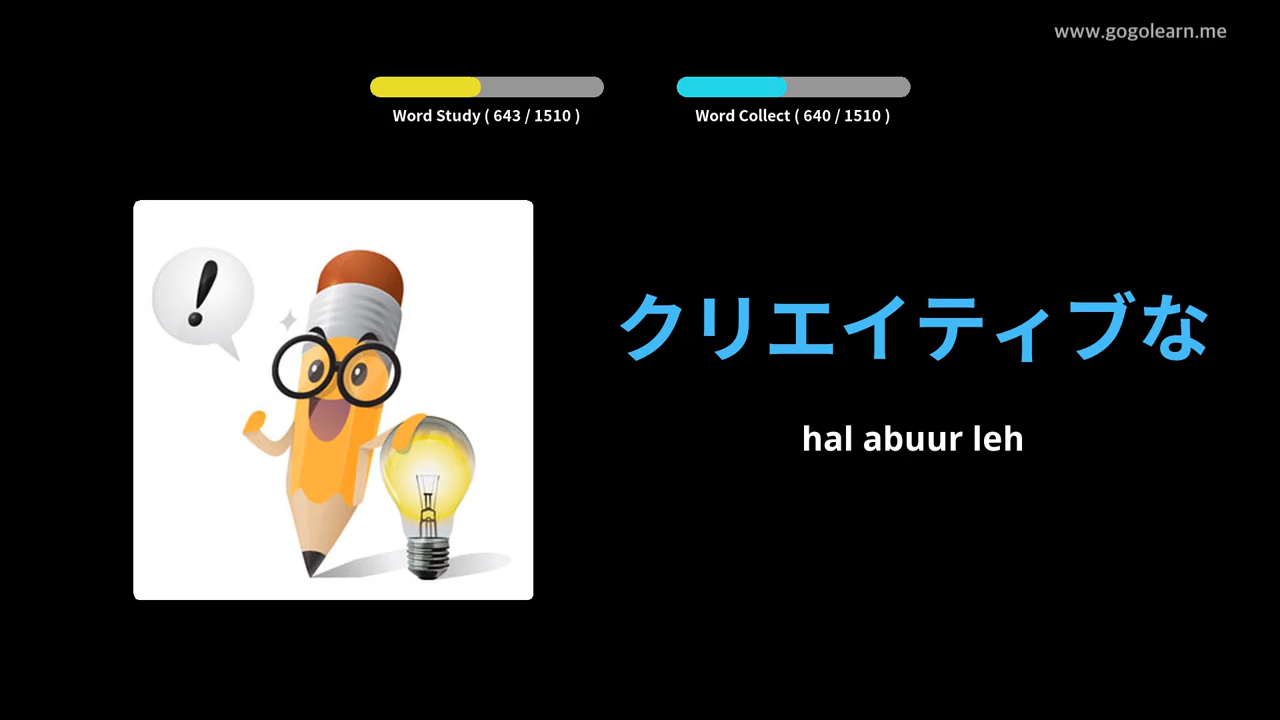 www.gogolearn.me
Word Study ( 643 / 1510 )
Word Collect ( 640 / 1510 )
!
クリエイティブな
hal abuur leh